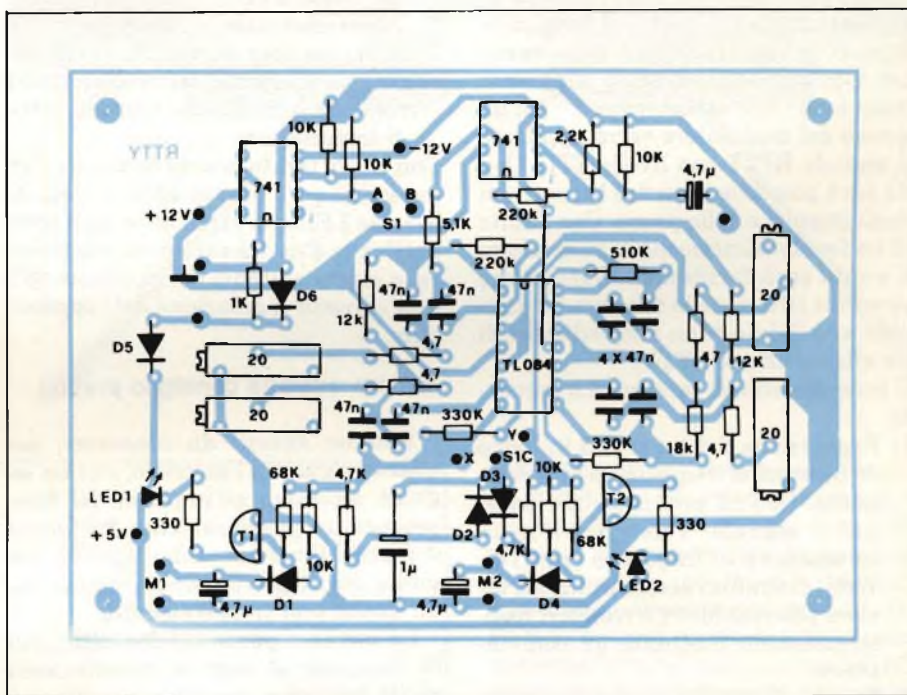 RTTY
10K
10K
-12V
741
n
+12V
A
B
S1
741
n
2,2K
10K
4,7µ
220k
5,1K
220k
510K
1K
D6
47n
47n
12k
TL084
4X47n
4,7
12K
20
D5
20
4,7
20
4,7
47n
47n
330K
Y
X
S1C
330K
18k
4,7
20
LED1
330
68K
4,7K
T1
10K
1µ
D3
D2
10K
4,7K
68K
T2
330
LED2
+5V
M1
4,7µ
D1
4,7µ
M2
D4